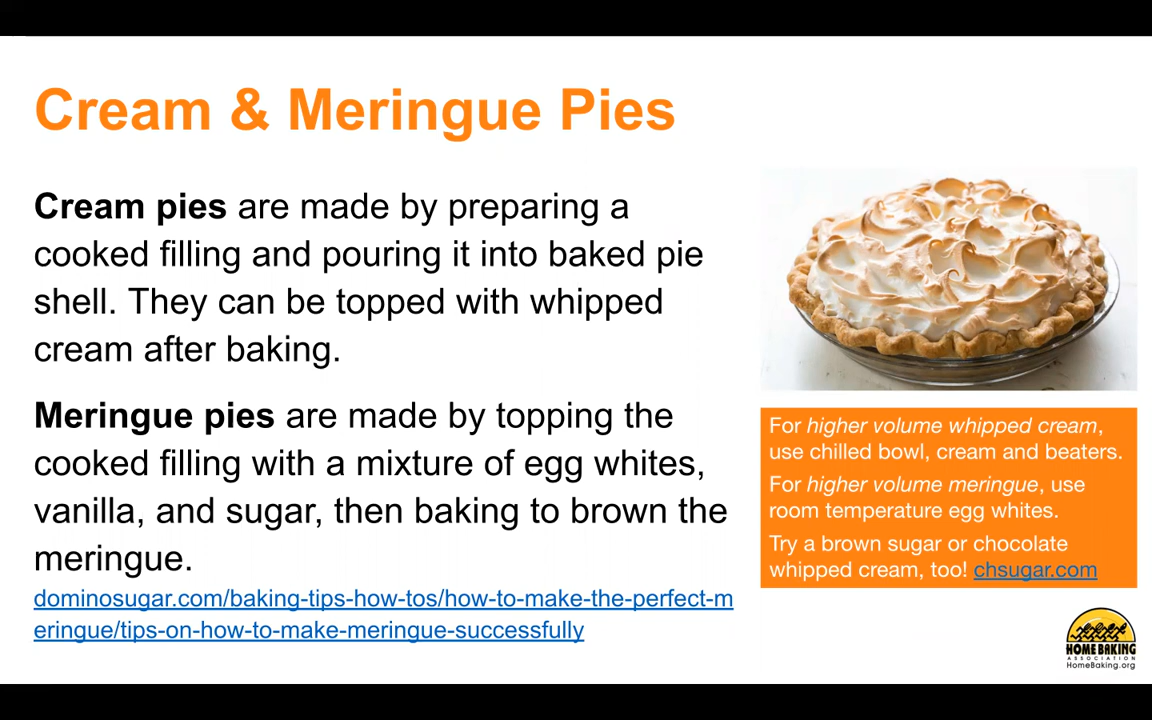 Cream & Meringue Pies
Cream pies are made by preparing a
cooked filling and pouring it into baked pie
shell. They can be topped with whipped
cream after baking.
Meringue pies are made by topping the
cooked filling with a mixture of egg whites,
vanilla, and sugar, then baking to brown the
meringue.
dominosugar.com/baking-tips-how-tos/how-to-make-the-perfect-m
eringue/tips-on-how-to-make-meringue-successfully
For higher volume whipped cream,
use chilled bowl, cream and beaters.
For higher volume meringue, use
room temperature egg whites.
Try a brown sugar or chocolate
whipped cream, too! chsugar.com
HOME BAKING
ASSOCIATION
HomeBaking.org